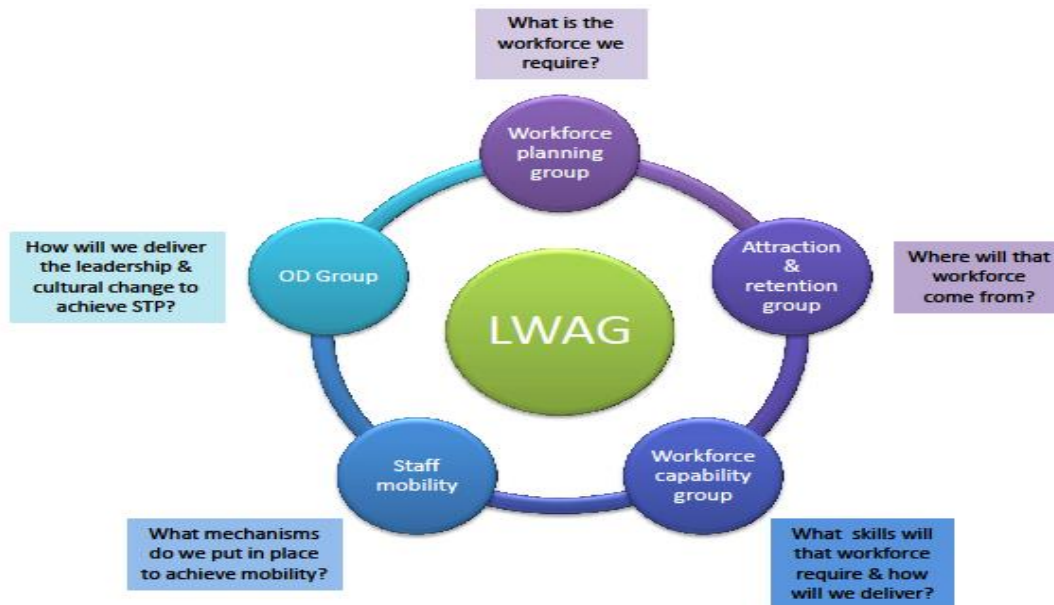 What is the
workforce we
require?
Workforce
planning
group
How will we deliver
the leadership &
cultural change to
achieve STP?
OD Group
LWAG
Attraction
&
retention
group
Where will that
workforce
come from?
Staff
mobility
Workforce
capability
group
What mechanisms
do we put in place
to achieve mobility?
What skills will
that workforce
require & how
will we deliver?